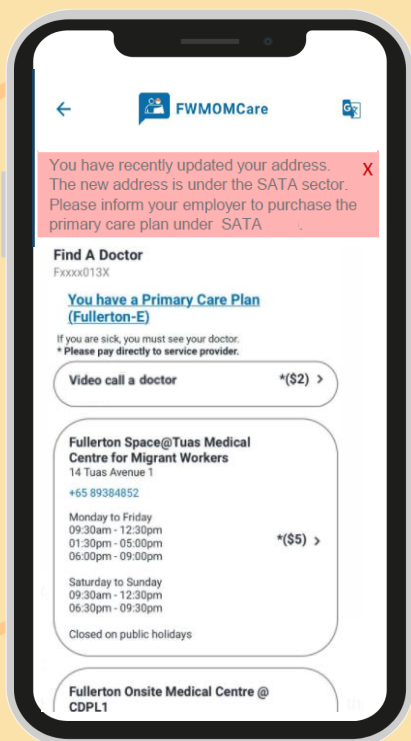 FWMOMCare
You have recently updated your address.
X
The new address is under the SATA sector.
Please inform your employer to purchase the
primary care plan under SATA .
Find A Doctor
Fxxxx013X
You have a Primary Care Plan
(Fullerton-E)
If you are sick, you must see your doctor.
* Please pay directly to service provider.
Video call a doctor *($2) >
Fullerton Space@Tuas Medical
Centre for Migrant Workers
14 Tuas Avenue 1
+65 89384852
Monday to Friday
09:30am - 12:30pm
01:30pm - 05:00pm
*($5) >
06:00pm - 09:00pm
Saturday to Sunday
09:30am - 12:30pm
06:30pm - 09:30pm
Closed on public holidays
Fullerton Onsite Medical Centre @
CDPL1